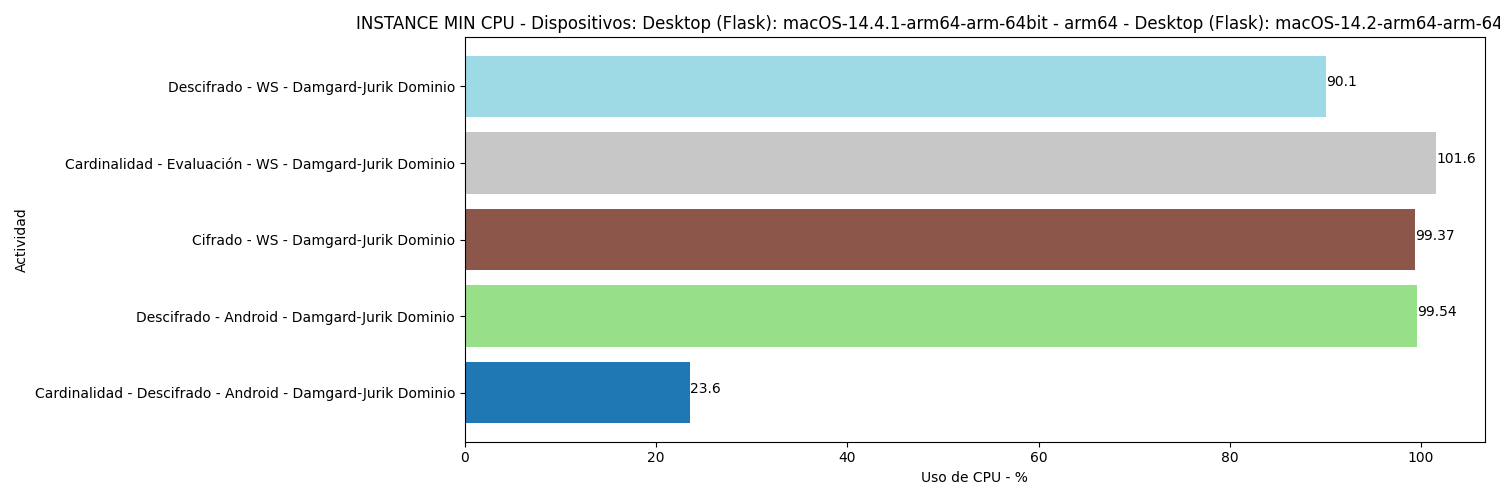 INSTANCE MIN CPU - Dispositivos: Desktop (Flask): macOS-14.4.1-arm64-arm-64bit - arm64 - Desktop (Flask): macOS-14.2-arm64-arm-64
Actividad
Descifrado - WS - Damgard-Jurik Dominio
90.1
Cardinalidad - Evaluación - WS - Damgard-Jurik Dominio
101.6
Cifrado - WS - Damgard-Jurik Dominio
99.37
Descifrado - Android - Damgard-Jurik Dominio
99.54
Cardinalidad - Descifrado - Android - Damgard-Jurik Dominio
23.6
0 20 40 60 80 100
Uso de CPU - %